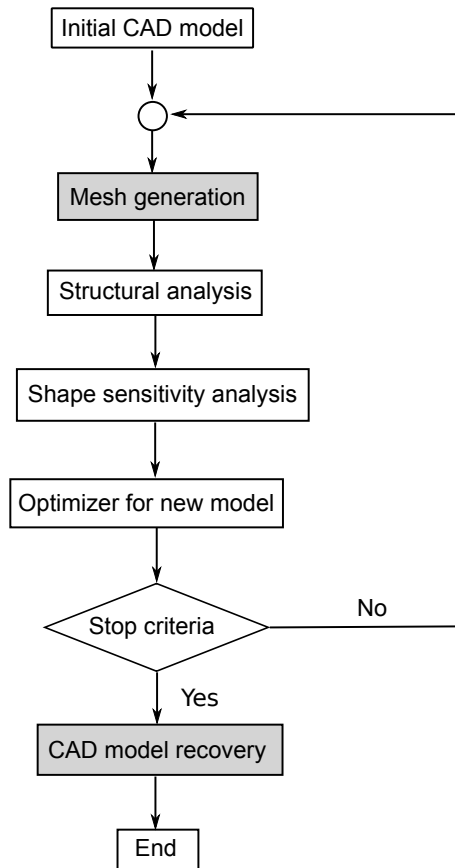 Initial CAD model
Mesh generation
Structural analysis
Shape sensitivity analysis
Optimizer for new model
Stop criteria
No
Yes
CAD model recovery
End